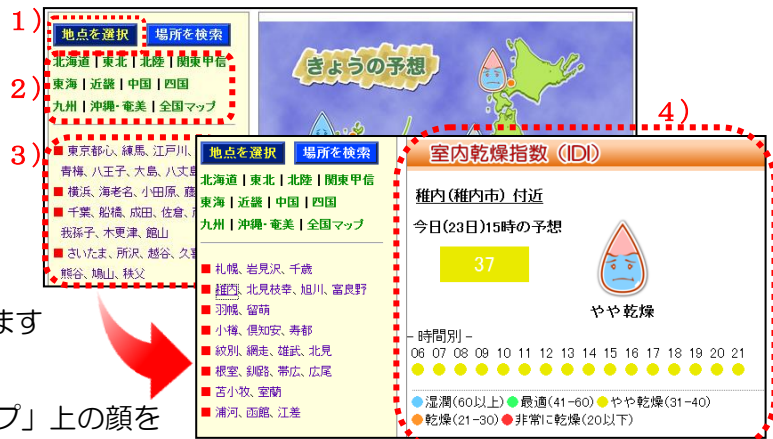 1)
地点を選択 場所を検索
2)
北海道 | 東北 | 北陸 | 関東甲信
東海 | 近畿 | 中国 | 四国
九州 | 沖縄・奄美 | 全国マップ
きょうの予想
3)
■ 東京都心、練馬、江戸川、
青梅、八王子、大島、八丈島
■ 横浜、海老名、小田原、
■ 千葉、船橋、成田、佐倉、
我孫子、木更津、館山
■ さいたま、所沢、越谷、
熊谷、鳩山、秩父
ます
プ」上の顔を
地点を選択 場所を検索
北海道 | 東北 | 北陸 | 関東甲信
東海 | 近畿 | 中国 | 四国
九州 | 沖縄・奄美 | 全国マップ
■ 札幌、岩見沢、千歳
■ 稚内、北見枝幸、旭川、富良野
■ 羽幌、留萌
■ 小樽、倶知安、寿都
■ 紋別、網走、雄武、北見
■ 根室、釧路、帯広、広尾
■ 苫小牧、室蘭
■ 浦河、函館、江差
4)
室内乾燥指数 (IDI)
稚内(稚内市) 付近
今日(23日)15時の予想
37
やや乾燥
- 時間別 -
06 07 08 09 10 11 12 13 14 15 16 17 18 19 20 21
●湿潤(60以上) ●最適(41-60) ●やや乾燥(31-40)
●乾燥(21-30) ●非常に乾燥(20以下)